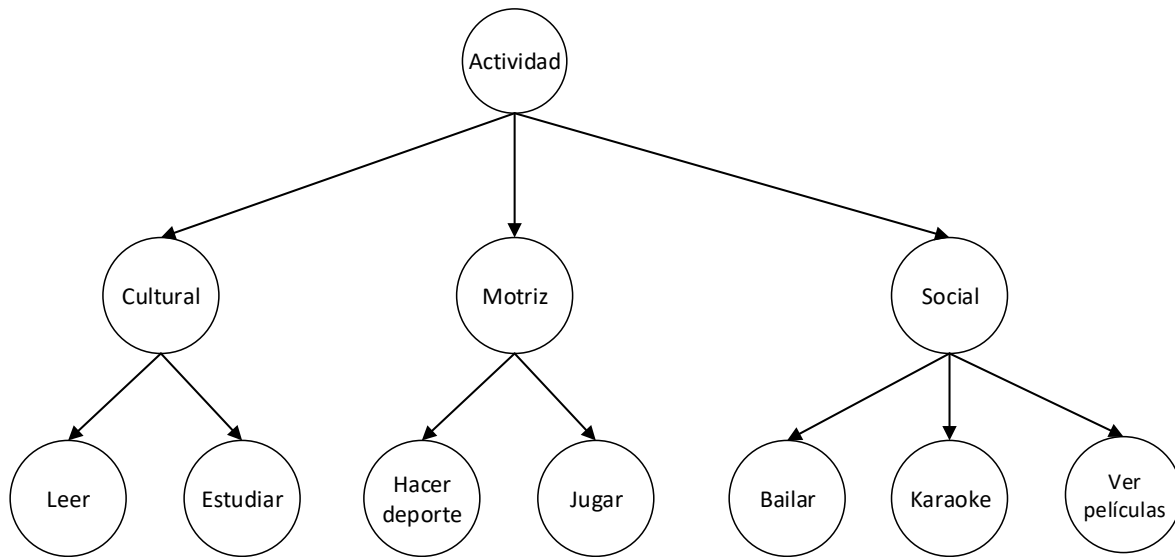 Actividad
Cultural
Motriz
Social
Leer
Estudiar
Hacer
deporte
Jugar
Bailar
Karaoke
Ver
películas